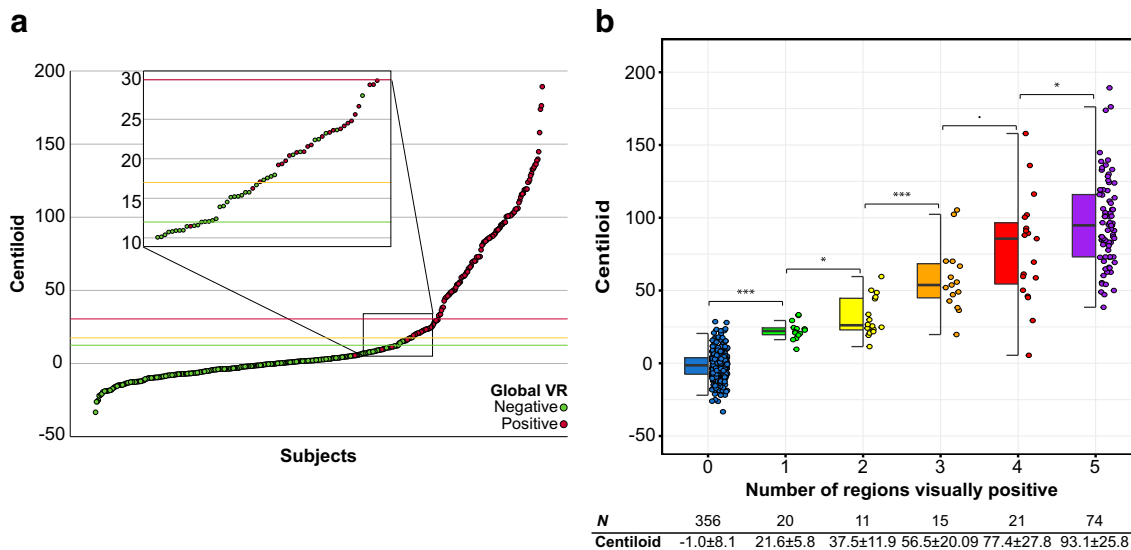 a
200
150
100
50
0
-50
Centiloid
30
25
20
15
10
Global VR
Negative
Positive
Subjects
b
200
150
100
50
0
-50
Centiloid
***
*
***
.
*
0 1 2 3 4 5
Number of regions visually positive
N 356 20 11 15 21 74
Centiloid -1.0±8.1 21.6±5.8 37.5±11.9 56.5±20.09 77.4±27.8 93.1±25.8